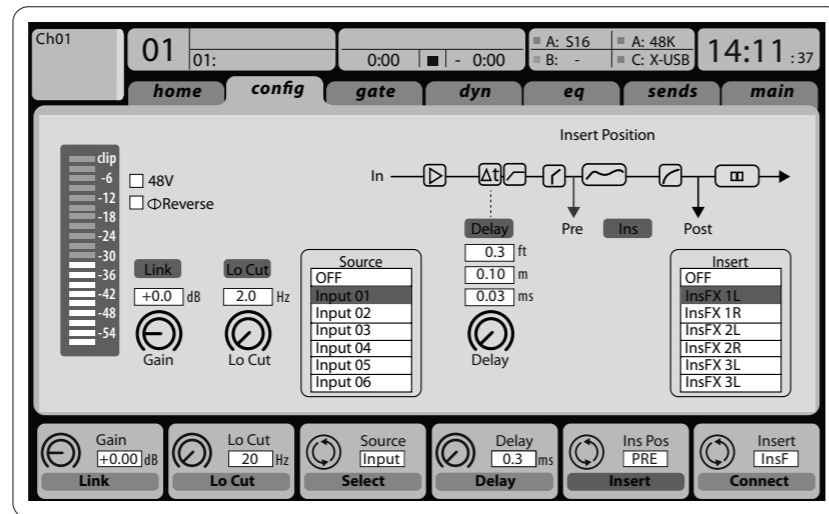 Ch01
01
01:
0:00
- 0:00
A: S16
B: -
A: 48K
C: X-USB
14:11 :37
home config gate dyn eq sends main
Insert Position
clip
-6
-12
-18
-24
-30
-36
-42
-48
-54
48V
ΦReverse
In
Δt
Pre Ins Post
Link
+0.0 dB
Gain
Lo Cut
2.0 Hz
Lo Cut
Source
OFF
Input 01
Input 02
Input 03
Input 04
Input 05
Input 06
Delay
0.3 ft
0.10 m
0.03 ms
Delay
Insert
OFF
InsFX 1L
InsFX 1R
InsFX 2L
InsFX 2R
InsFX 3L
InsFX 3L
Gain
+0.00 dB
Link
Lo Cut
20 Hz
Lo Cut
Source
Input
Select
Delay
0.3 ms
Delay
Ins Pos
PRE
Insert
Insert
InsF
Connect